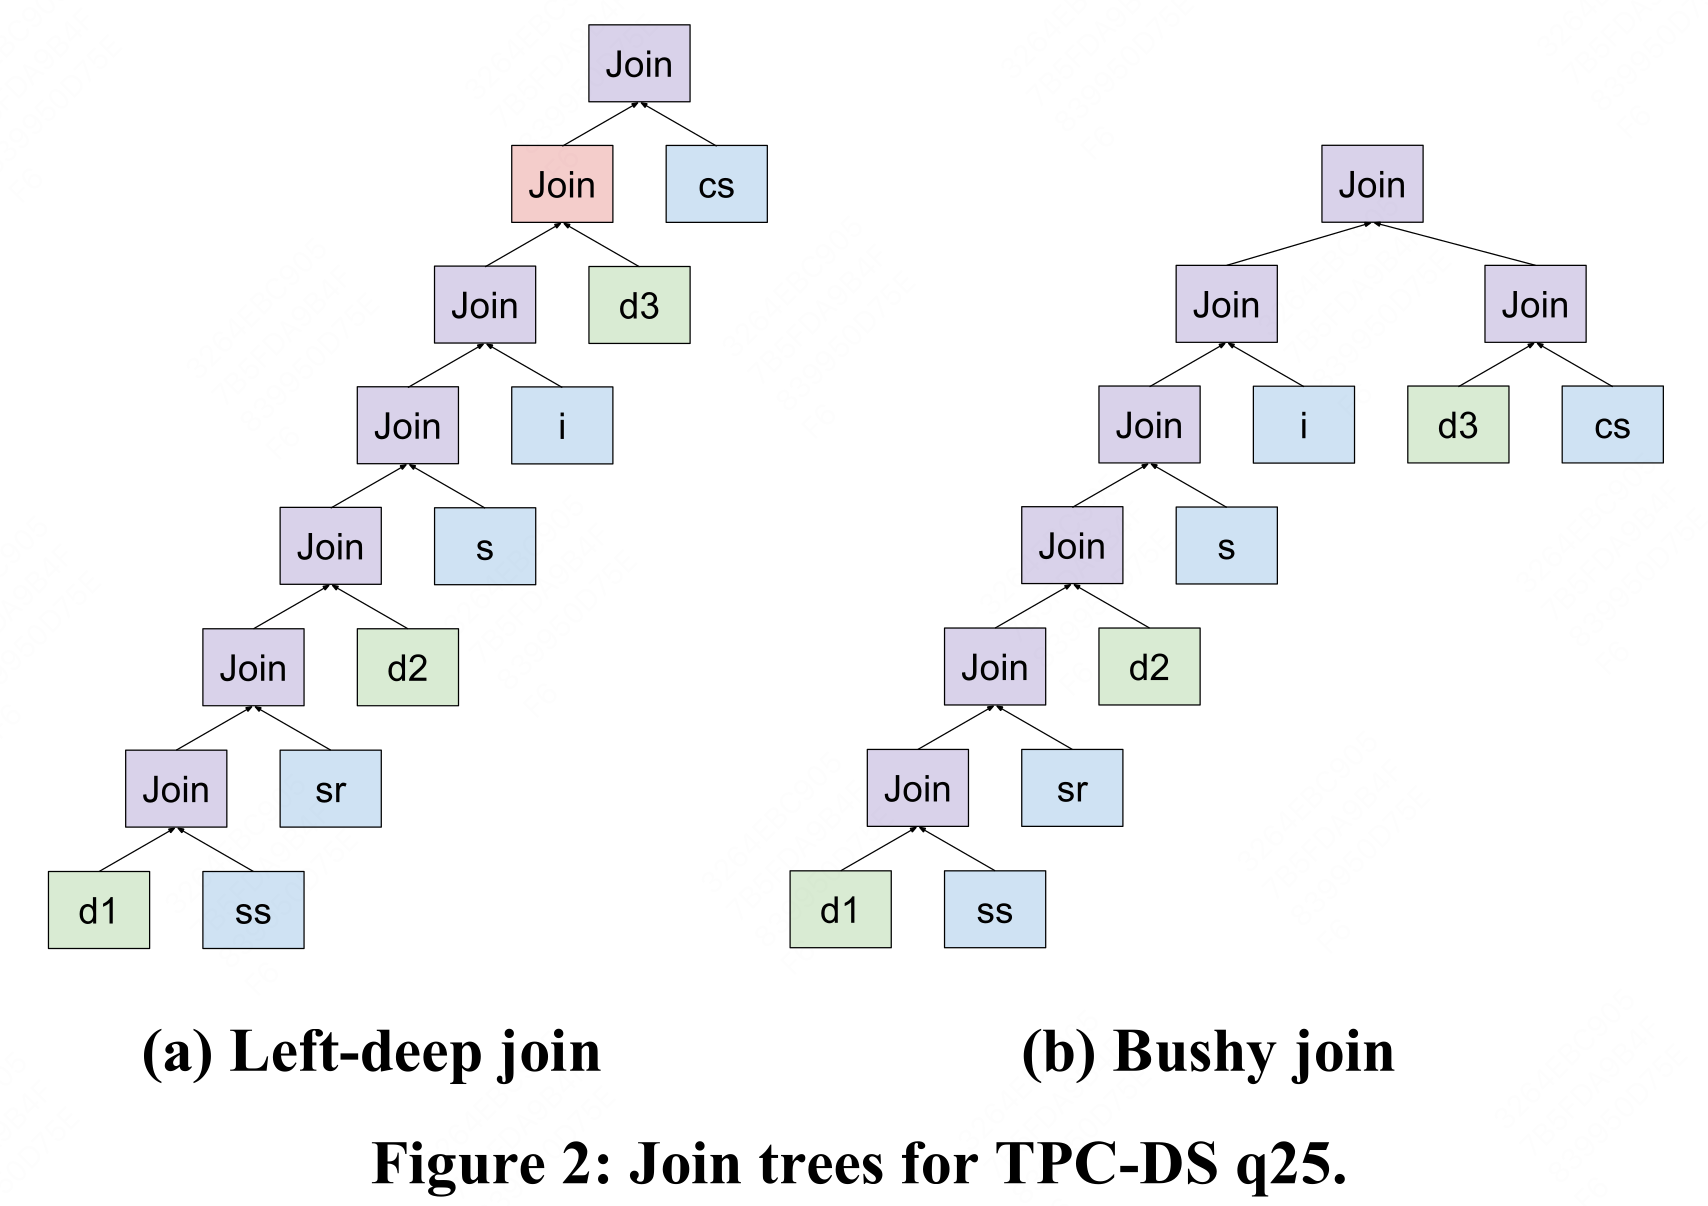 Join
Join cs
Join d3
Join i
Join s
Join d2
Join sr
d1 ss
(a) Left-deep join
Join
Join Join
Join i d3 cs
Join s
Join d2
Join sr
d1 ss
(b) Bushy join
Figure 2: Join trees for TPC-DS q25.